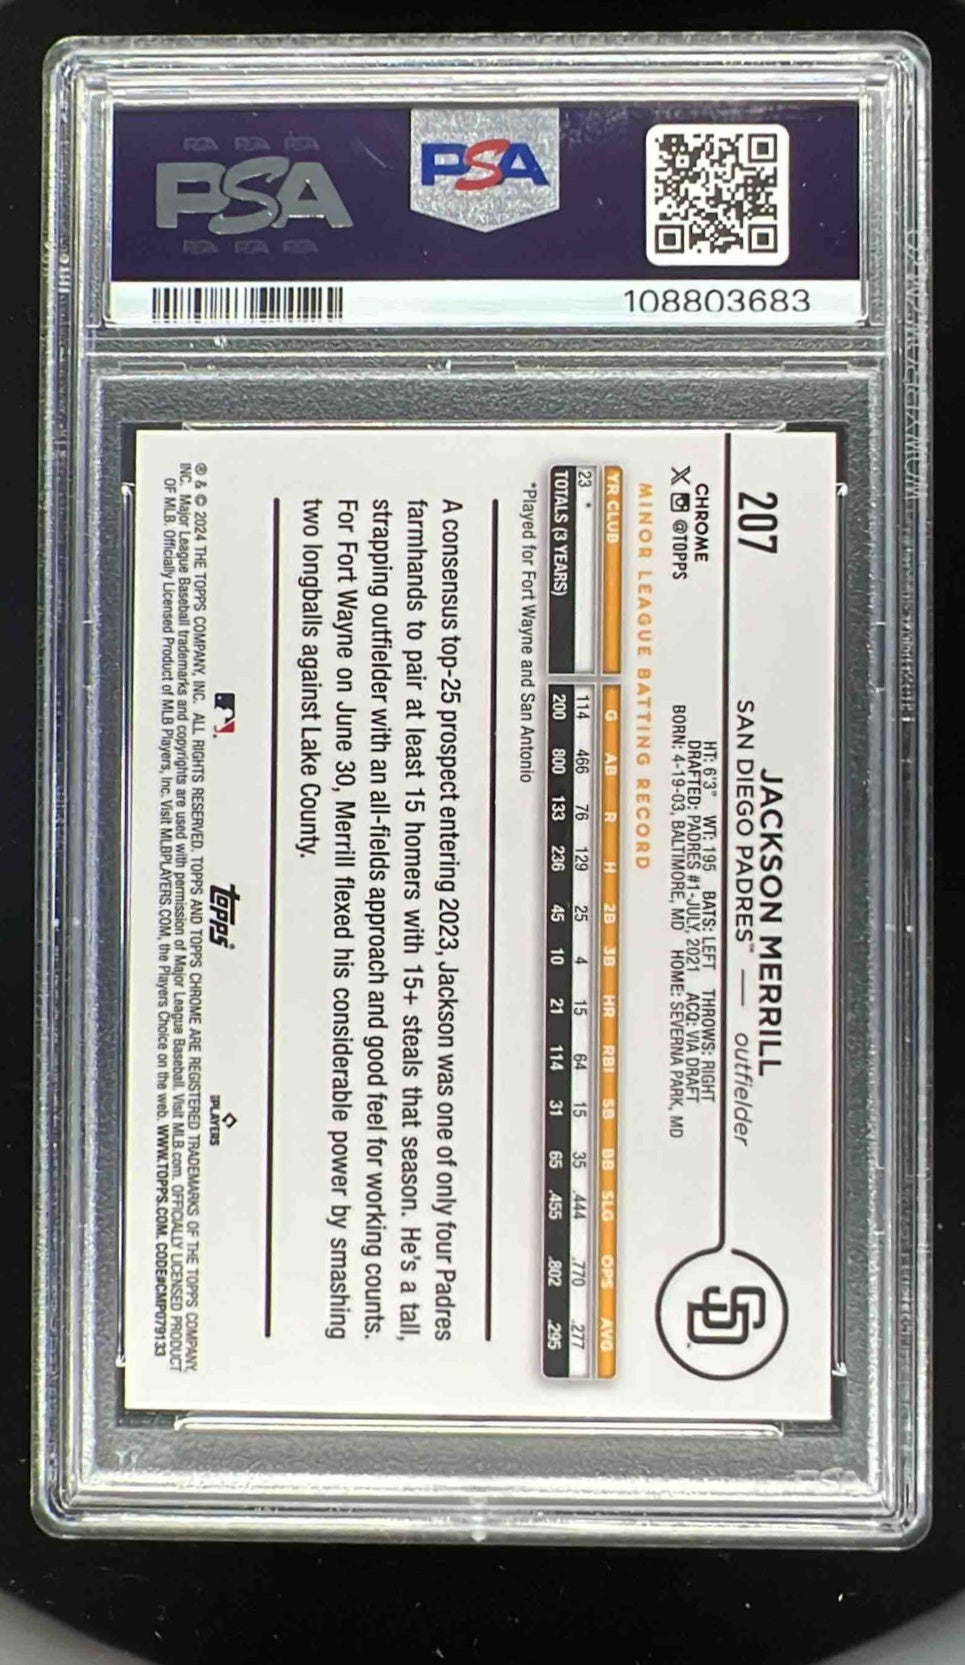 PSA
PSA
108803683
207
JACKSON MERRILL
SAN DIEGO PADRES™ — outfielder
SD
CHROME
X @TOPPS
HT: 6'3" WT: 195 BATS: LEFT THROWS: RIGHT
DRAFTED: PADRES #1-JULY, 2021 ACQ: VIA DRAFT
BORN: 4-19-03, BALTIMORE, MD HOME: SEVERNA PARK, MD
MINOR LEAGUE BATTING RECORD
YR CLUB G AB R H 2B 3B HR RBI SB BB SLG OPS AVG
23 * 114 466 76 129 25 4 15 64 15 35 .444 .770 .277
TOTALS (3 YEARS) 200 800 133 236 45 10 21 114 31 65 .455 .802 .295
*Played for Fort Wayne and San Antonio
A consensus top-25 prospect entering 2023, Jackson was one of only four Padres
farmhands to pair at least 15 homers with 15+ steals that season. He's a tall,
strapping outfielder with an all-fields approach and good feel for working counts.
For Fort Wayne on June 30, Merrill flexed his considerable power by smashing
two longballs against Lake County.
topps
PLAYERS
® & © 2024 THE TOPPS COMPANY, INC. ALL RIGHTS RESERVED. TOPPS AND TOPPS CHROME ARE REGISTERED TRADEMARKS OF THE TOPPS COMPANY,
INC. Major League Baseball trademarks and copyrights are used with permission of Major League Baseball. Visit MLB.com. OFFICIALLY LICENSED PRODUCT
OF MLB. Officially Licensed Product of MLB Players, Inc. Visit MLBPLAYERS.COM, the Players Choice on the web. WWW.TOPPS.COM. CODE#CMP079133
PSA